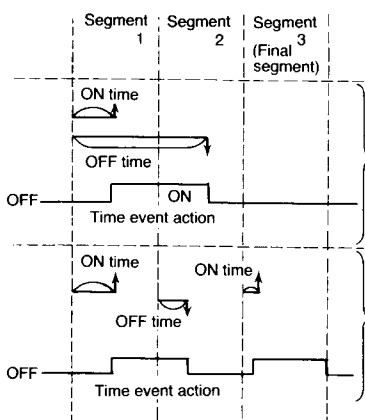 Segment 1
Segment 2
Segment 3
(Final segment)
ON time
OFF time
ON
OFF
Time event action
ON time
ON time
OFF time
OFF
Time event action